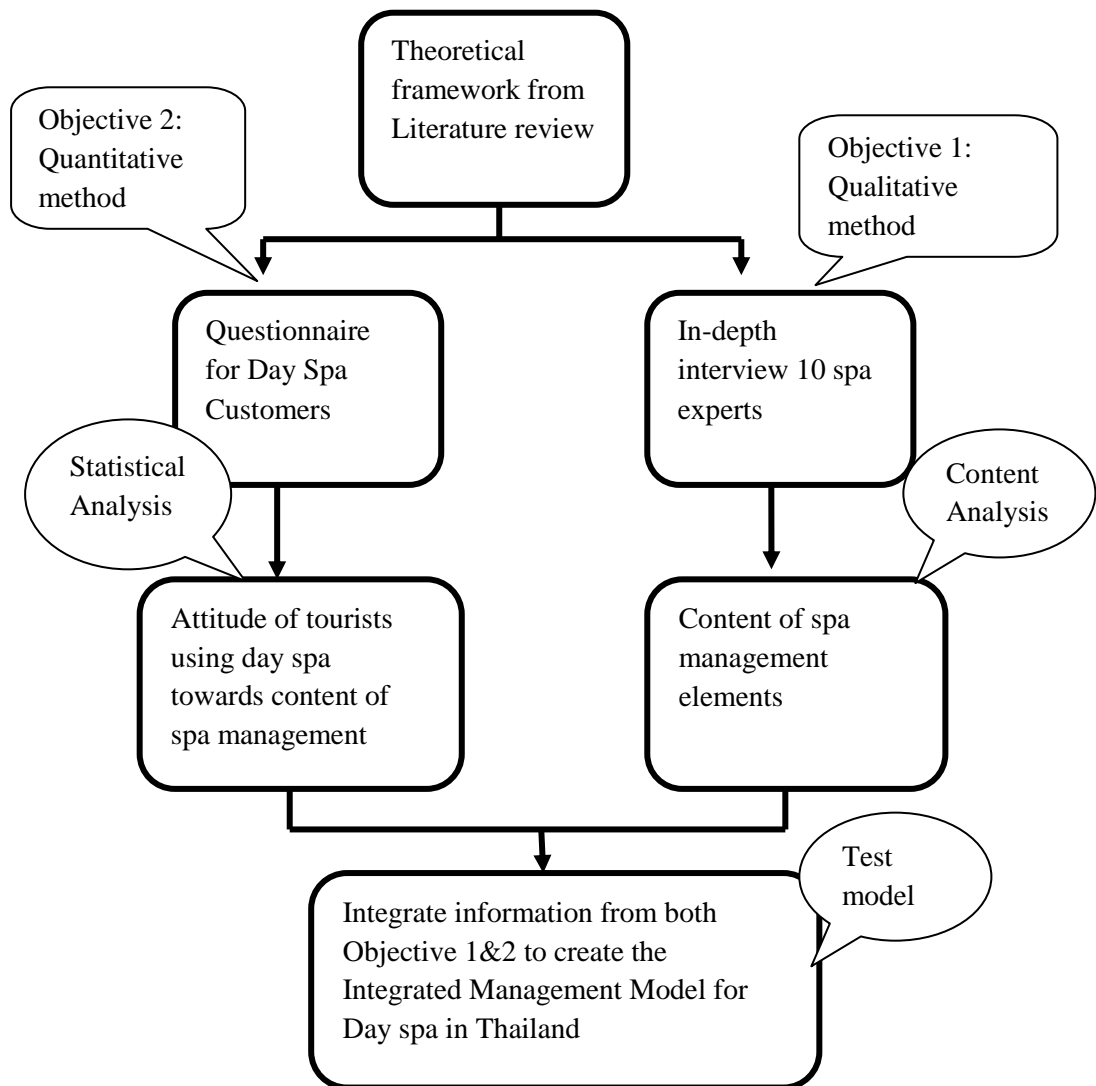 Theoretical
framework from
Literature review
Objective 2:
Quantitative
method
Objective 1:
Qualitative
method
Questionnaire
for Day Spa
Customers
In-depth
interview 10 spa
experts
Statistical
Analysis
Content
Analysis
Attitude of tourists
using day spa
towards content of
spa management
Content of spa
management
elements
Test
model
Integrate information from both
Objective 1&2 to create the
Integrated Management Model for
Day spa in Thailand